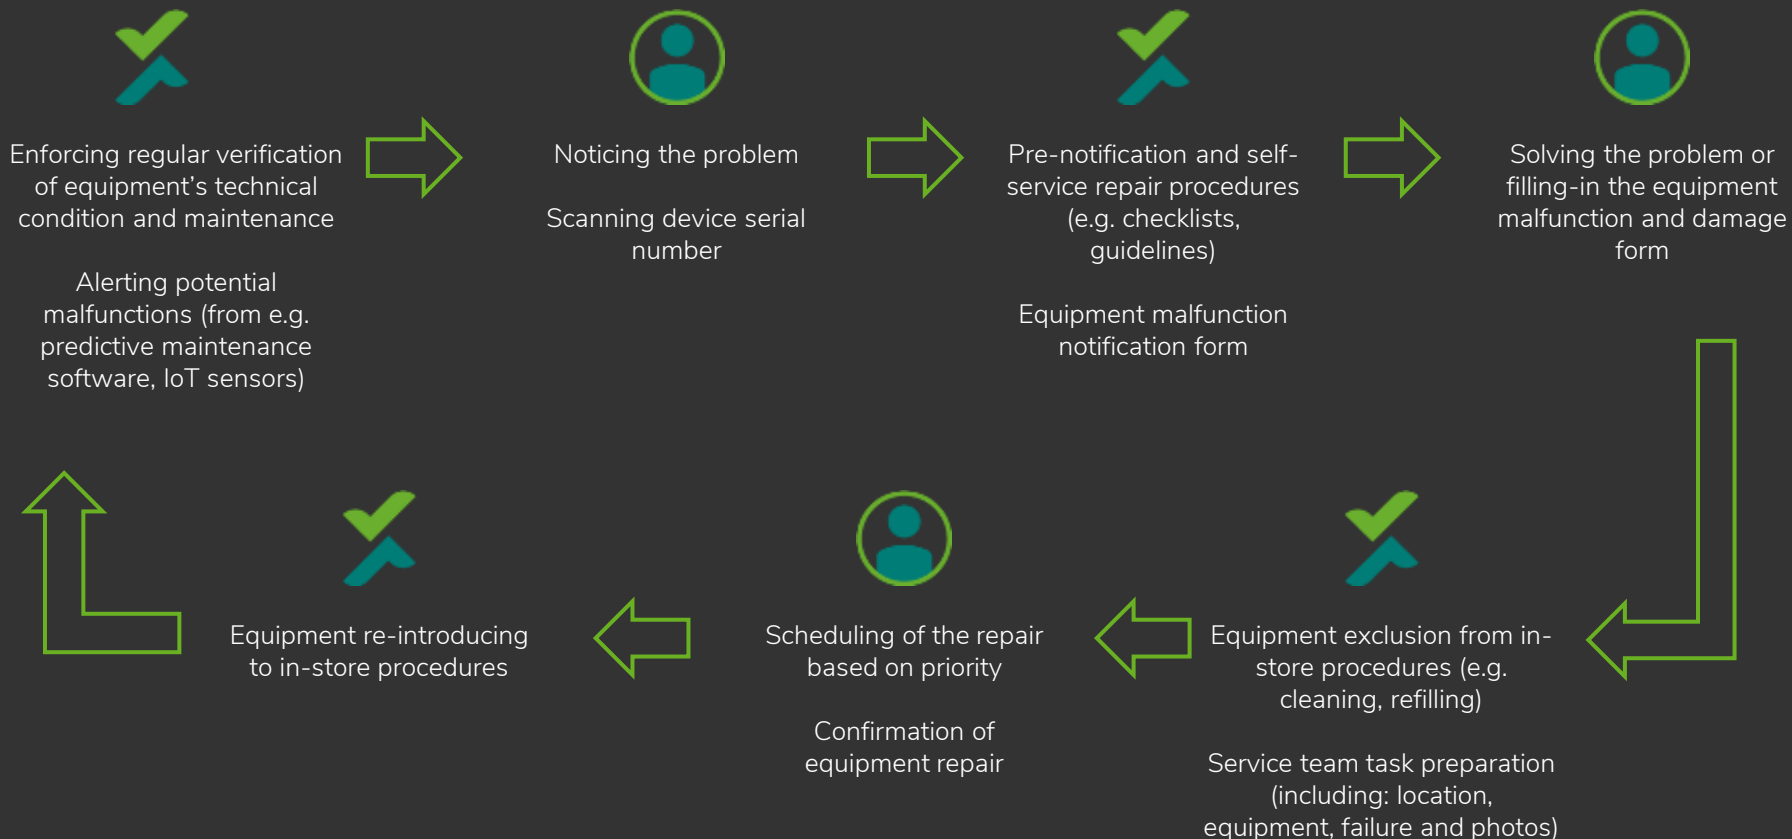 Enforcing regular verification
of equipment's technical
condition and maintenance
Alerting potential
malfunctions (from e.g.
predictive maintenance
software, IoT sensors)
Noticing the problem
Scanning device serial
number
Pre-notification and self-
service repair procedures
(e.g. checklists,
guidelines)
Equipment malfunction
notification form
Solving the problem or
filling-in the equipment
malfunction and damage
form
Equipment exclusion from in-
store procedures (e.g.
cleaning, refilling)
Service team task preparation
(including: location,
equipment, failure and photos)
Scheduling of the repair
based on priority
Confirmation of
equipment repair
Equipment re-introducing
to in-store procedures